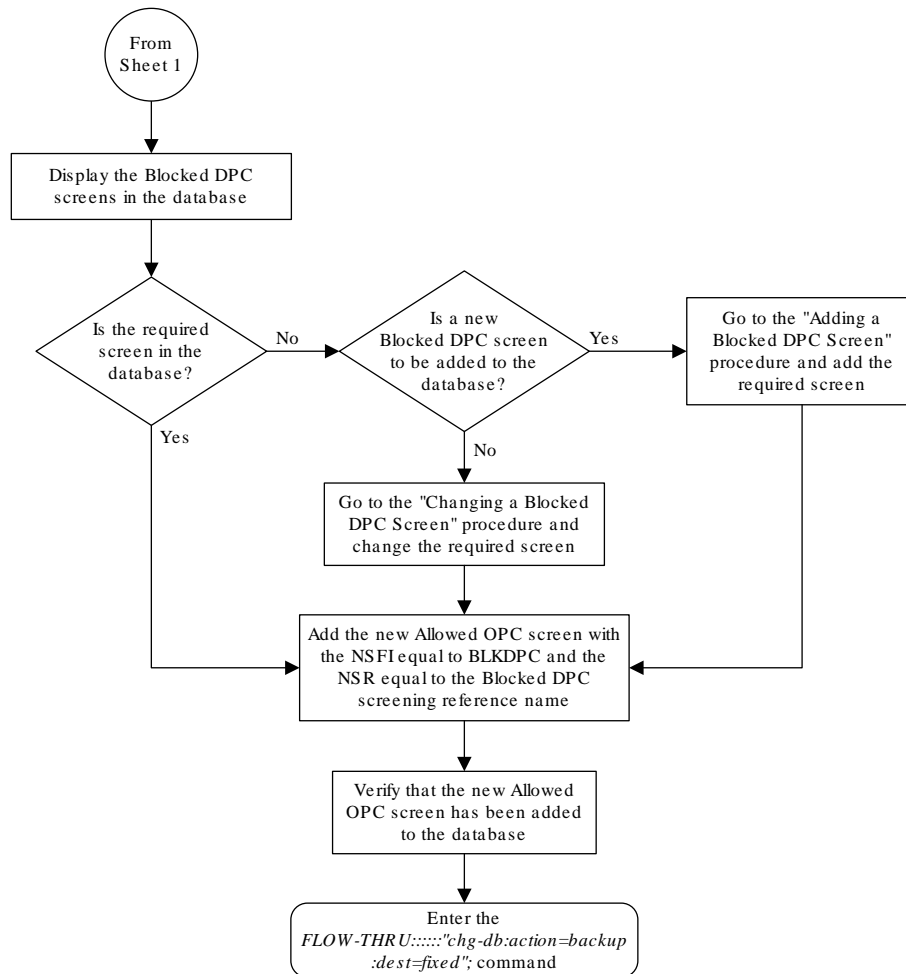 From
Sheet 1
Display the Blocked DPC
screens in the database
Is the required
screen in the
database?
No
Is a new
Blocked DPC screen
to be added to the
database?
Yes
Go to the "Adding a
Blocked DPC Screen"
procedure and add the
required screen
Yes
No
Go to the "Changing a Blocked
DPC Screen" procedure and
change the required screen
Add the new Allowed OPC screen with
the NSFI equal to BLKDPC and the
NSR equal to the Blocked DPC
screening reference name
Verify that the new Allowed
OPC screen has been added
to the database
Enter the
FLOW-THRU::::::"chg-db:action=backup
:dest=fixed"; command